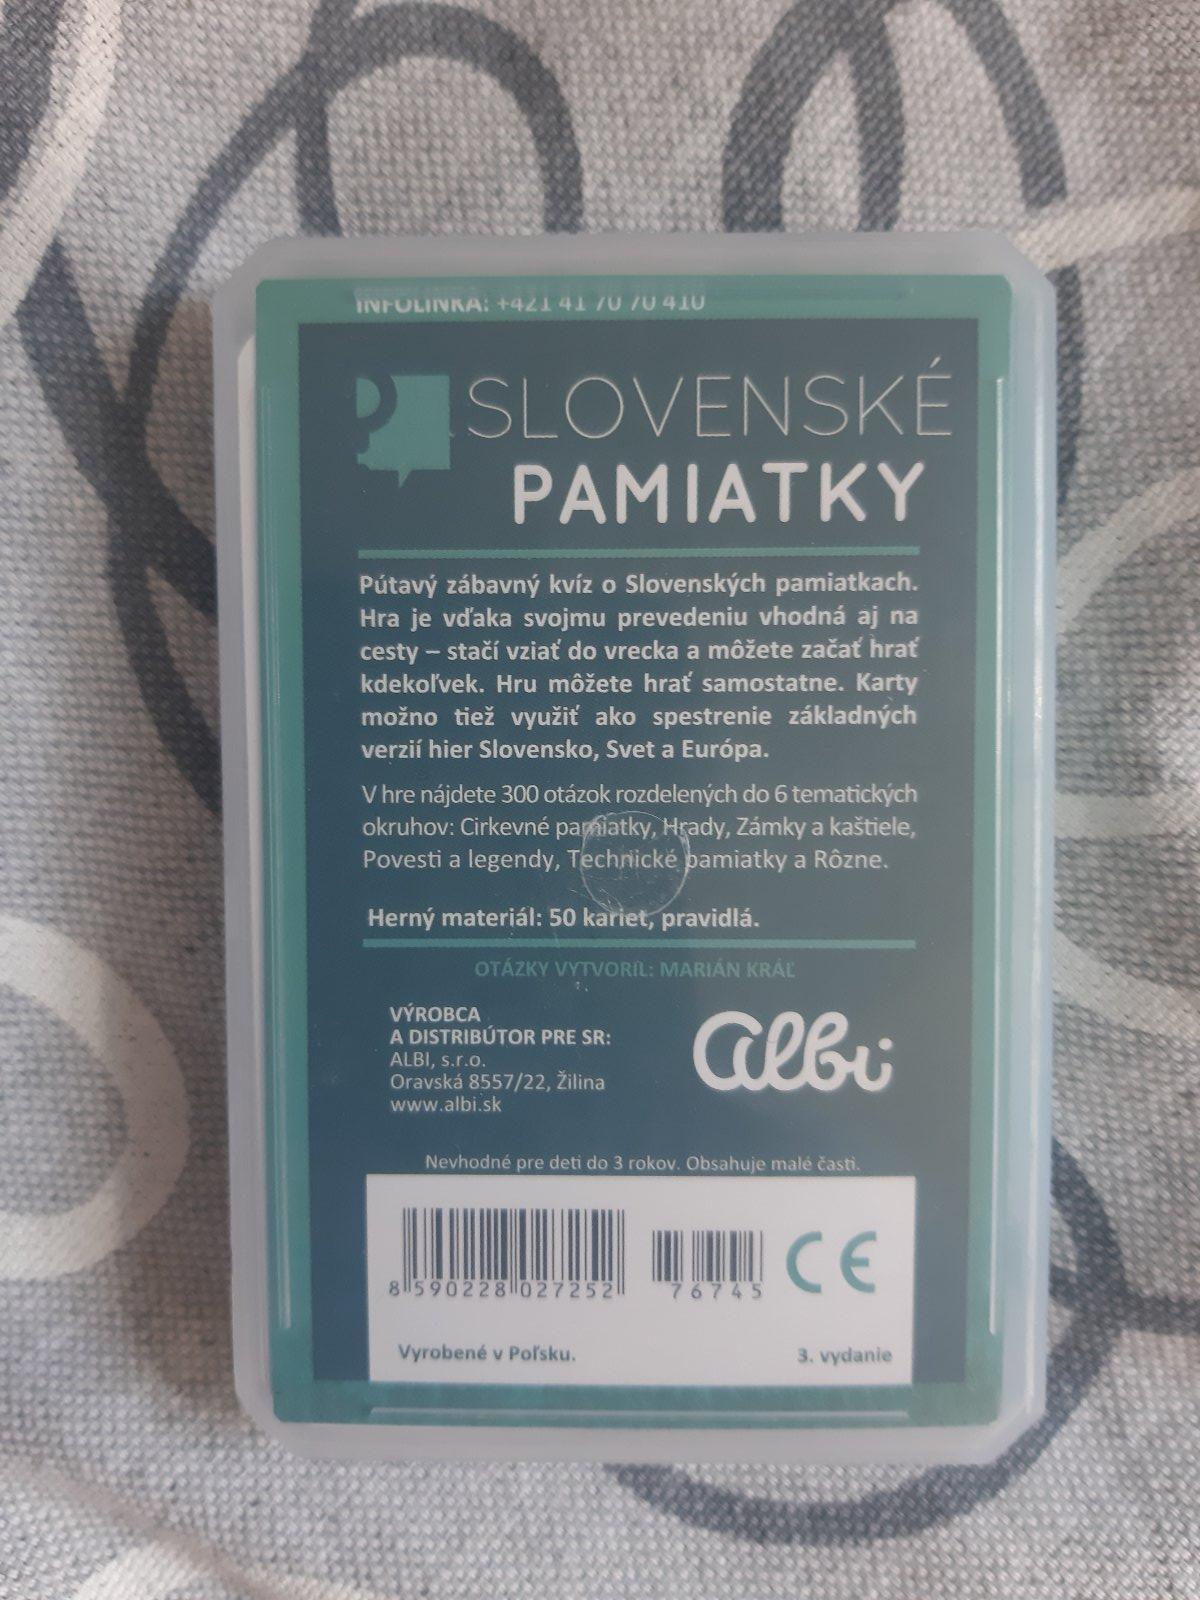 INFOLINKA: +421 41 70 70 410
SLOVENSKÉ
PAMIATKY
Pútavý zábavný kvíz o Slovenských pamiatkach.
Hra je vďaka svojmu prevedeniu vhodná aj na
cesty – stačí vziať do vrecka a môžete začať hrať
kdekoľvek. Hru môžete hrať samostatne. Karty
možno tiež využiť ako spestrenie základných
verzií hier Slovensko, Svet a Európa.
V hre nájdete 300 otázok rozdelených do 6 tematických
okruhov: Cirkevné pamiatky, Hrady, Zámky a kaštiele,
Povesti a legendy, Technické pamiatky a Rôzne.
Herný materiál: 50 kariet, pravidlá.
OTÁZKY VYTVORIL: MARIÁN KRÁĽ
VÝROBCA
A DISTRIBÚTOR PRE SR:
ALBI, s.r.o.
Oravská 8557/22, Žilina
www.albi.sk
albi
Nevhodné pre deti do 3 rokov. Obsahuje malé časti.
8 590228 027252
76745
CE
Vyrobené v Poľsku.
3. vydanie